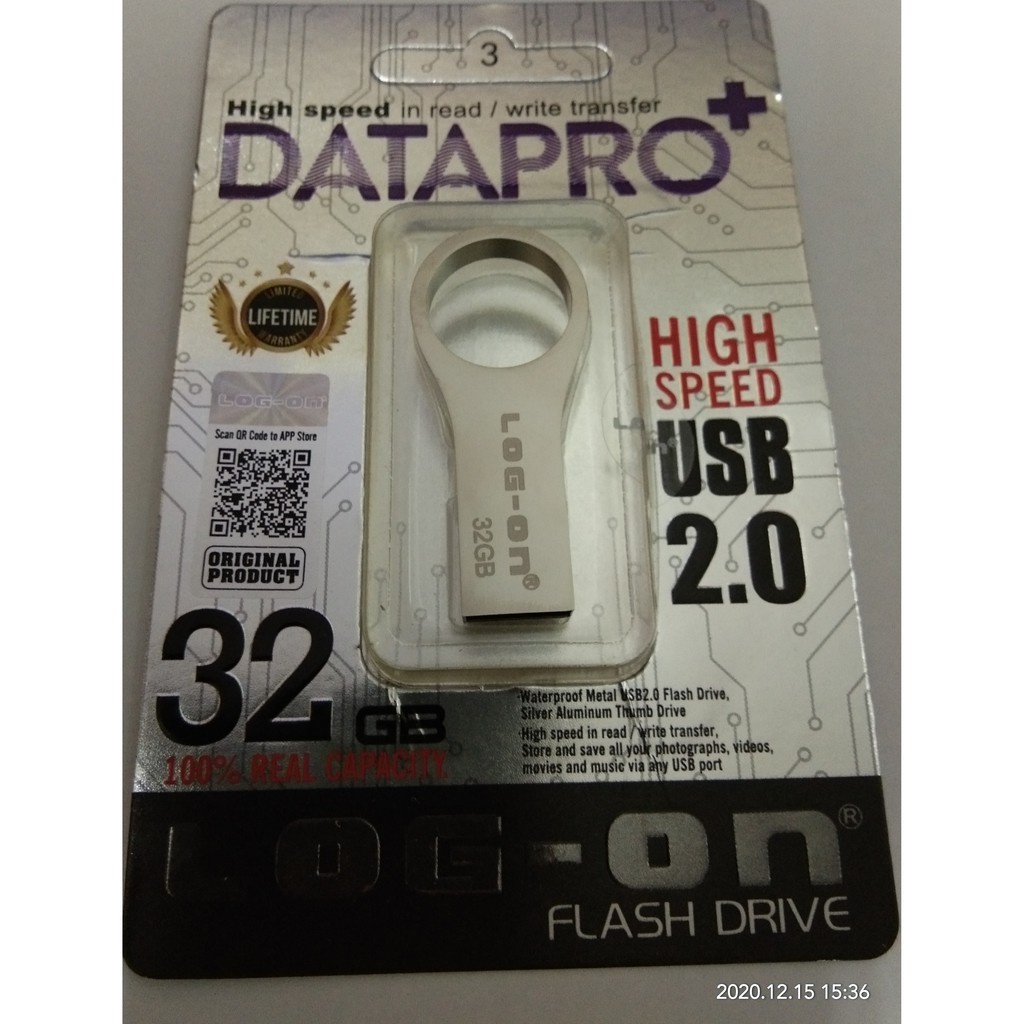 3
High speed in read / write transfer
DATAPRO+
LIMITED
LIFETIME
WARRANTY
LOG-ON
Scan QR Code to APP Store
ORIGINAL
PRODUCT
LOG-ON®
32GB
HIGH
SPEED
USB
2.0
32 GB
100% REAL CAPACITY
·Waterproof Metal USB2.0 Flash Drive,
Silver Aluminum Thumb Drive
·High speed in read / write transfer,
Store and save all your photographs, videos,
movies and music via any USB port
LOG-ON®
FLASH DRIVE
2020.12.15 15:36